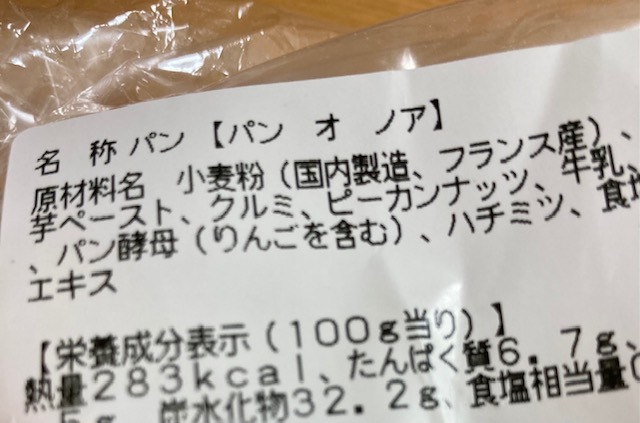 名 称 パン【パン オ ノア】
原材料名 小麦粉(国内製造、フランス産)、
芋ペースト、クルミ、ピーカンナッツ、牛乳、
、パン酵母(りんごを含む)、ハチミツ、食
エキス
【栄養成分表示(100g当り)】
熱量283kcal、たんぱく質6.7g、
5g、炭水化物32.2g、食塩相当量(